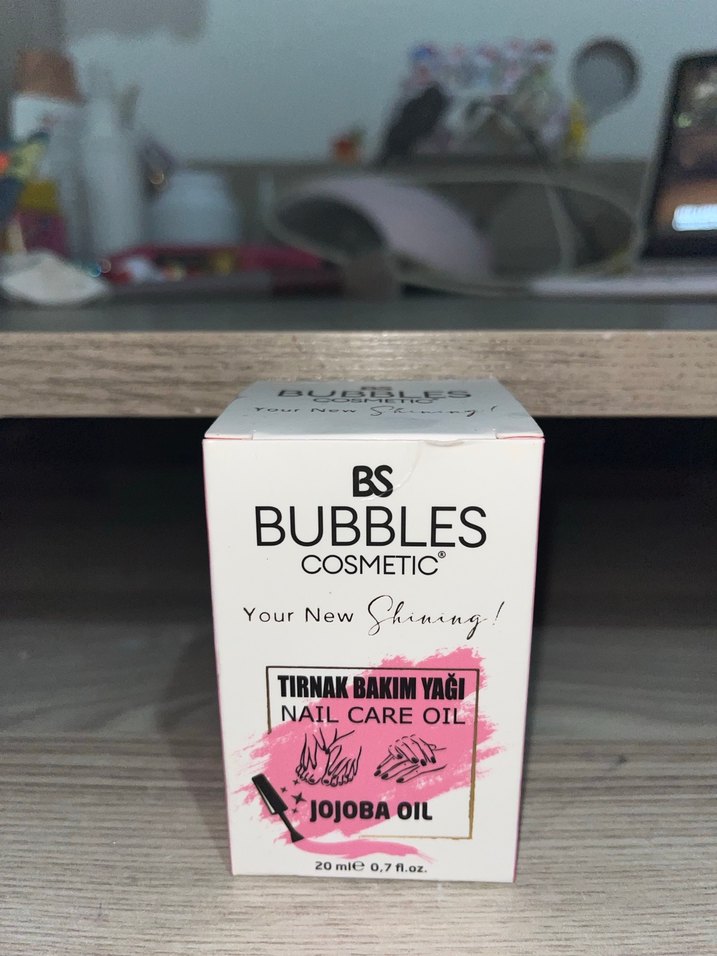 BS
BUBBLES
COSMETIC®
Your New Shining!
BS
BUBBLES
COSMETIC®
Your New Shining!
TIRNAK BAKIM YAĞI
NAIL CARE OIL
JOJOBA OIL
20 ml℮ 0,7 fl.oz.